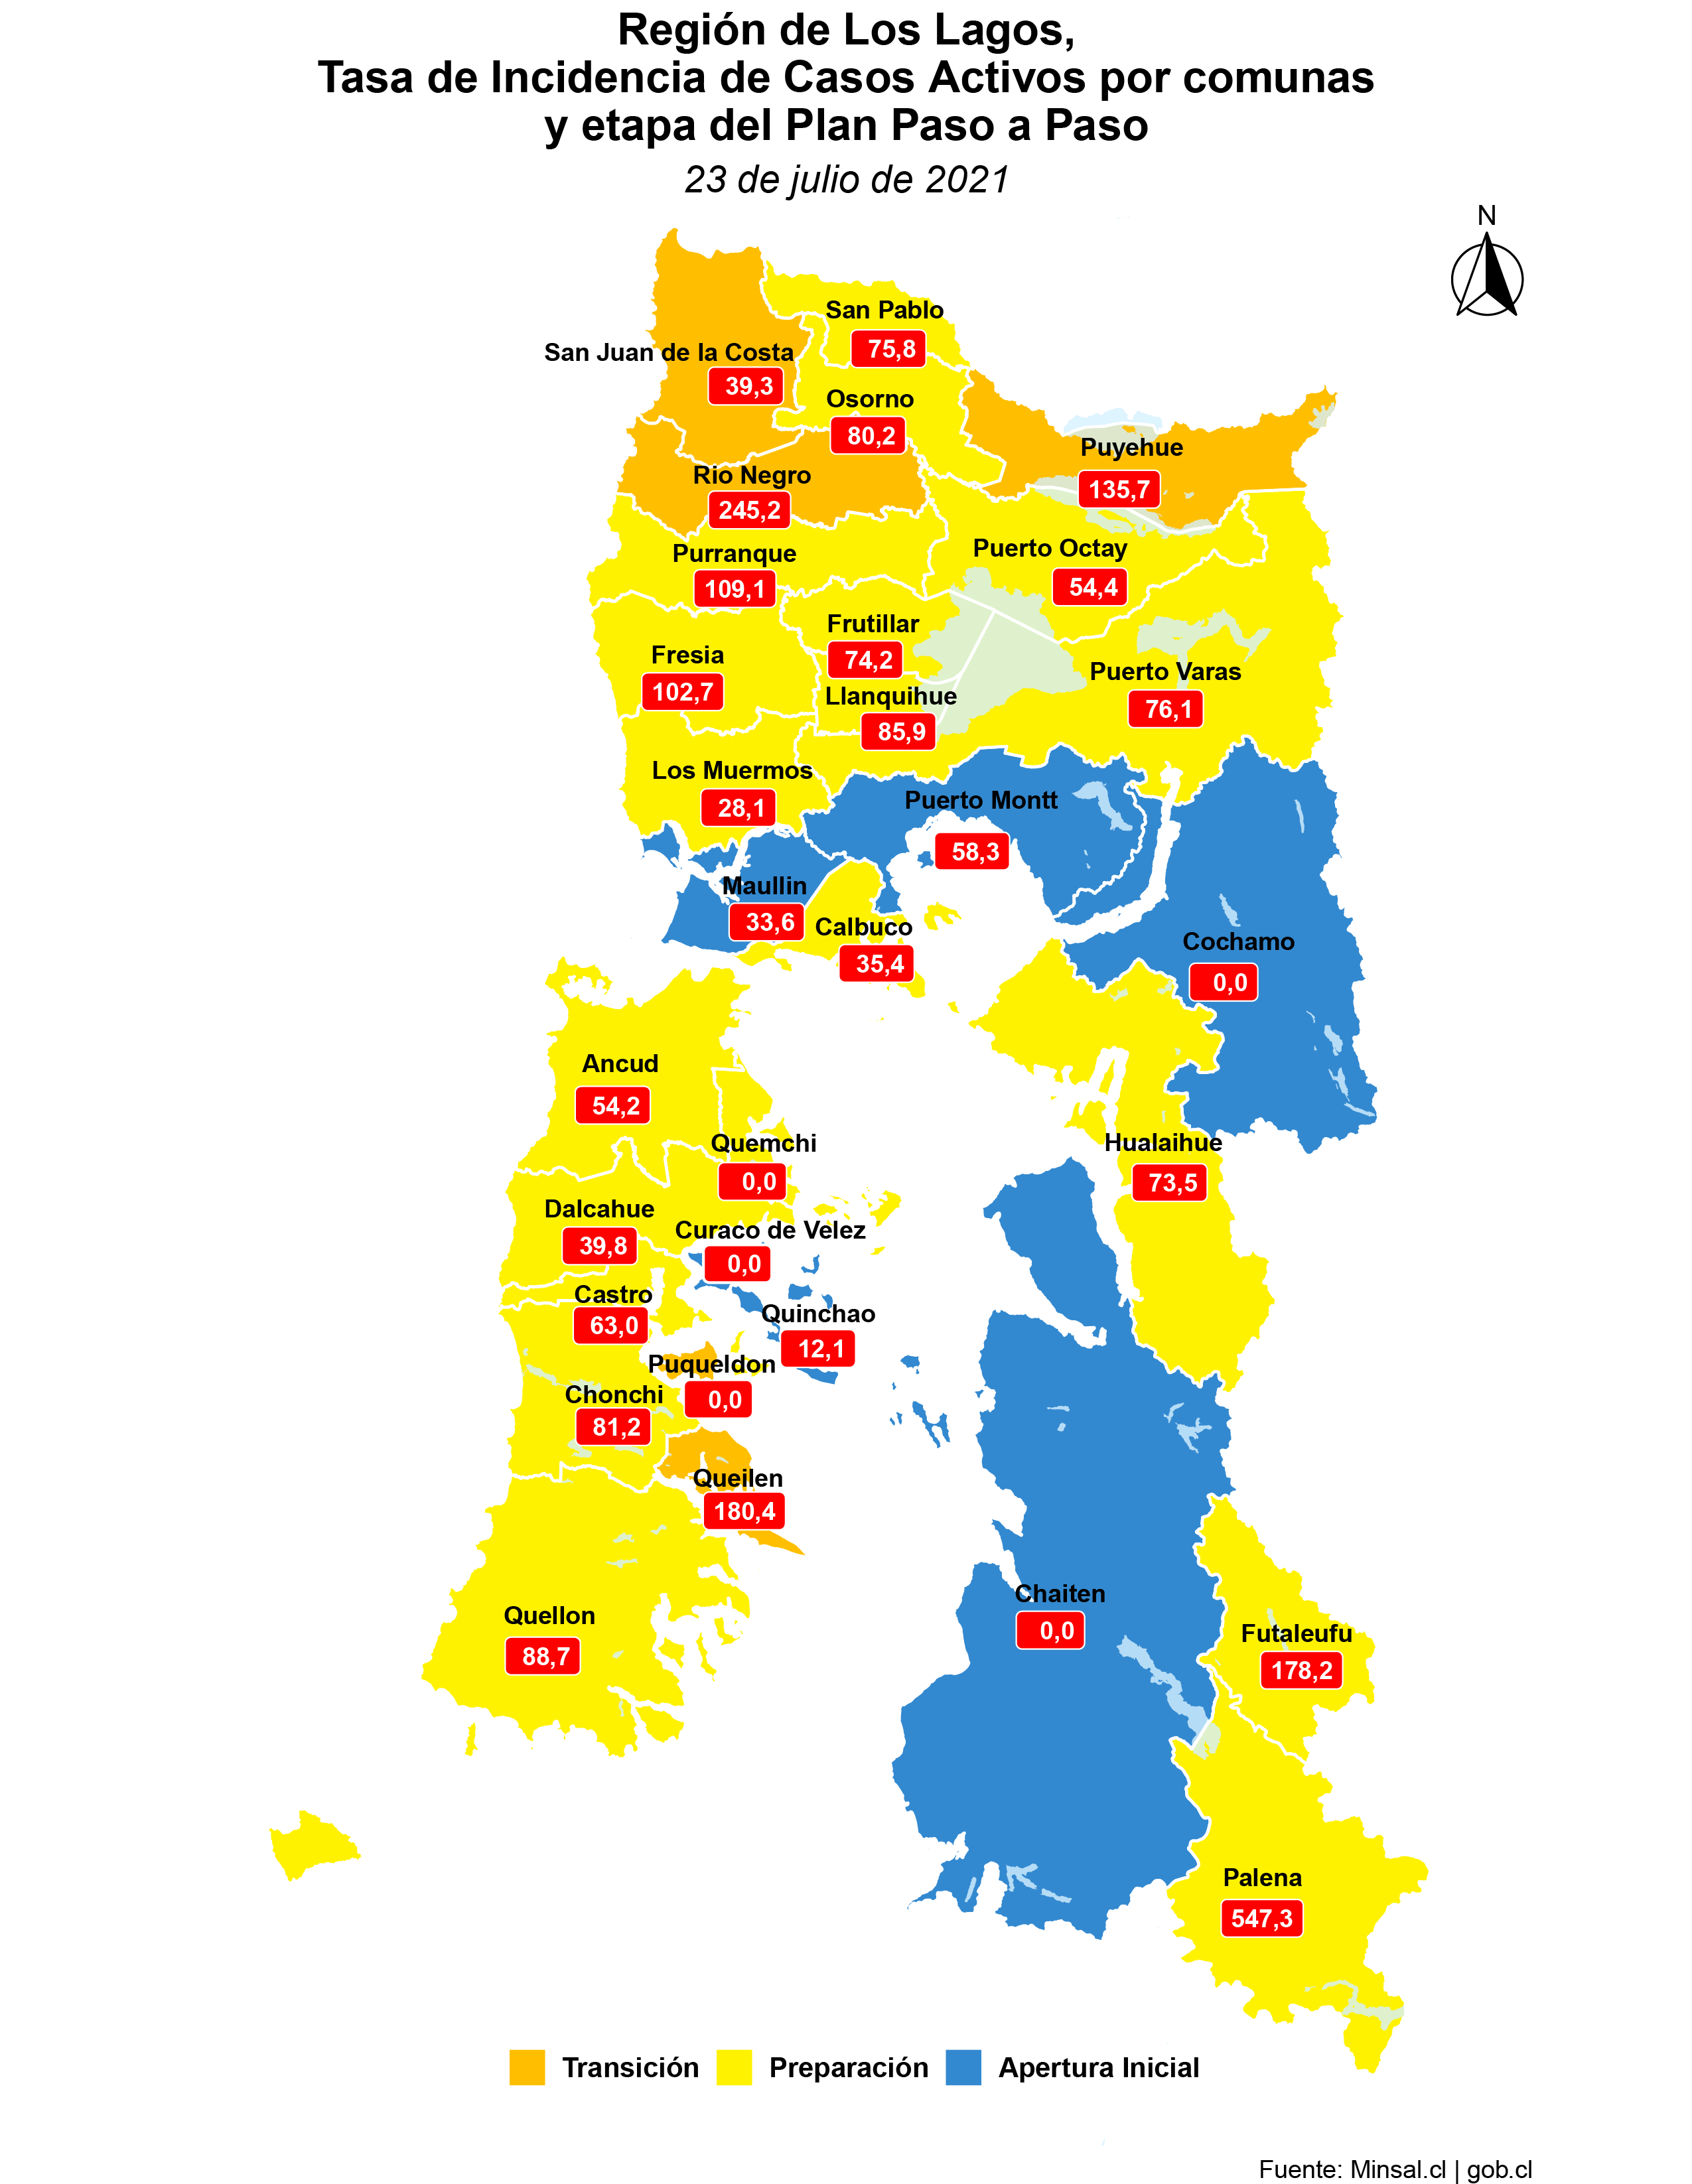 Región de Los Lagos,
Tasa de Incidencia de Casos Activos por comunas
y etapa del Plan Paso a Paso
23 de julio de 2021
N
San Pablo
75,8
San Juan de la Costa
39,3
Osorno
80,2
Puyehue
135,7
Rio Negro
245,2
Purranque
109,1
Puerto Octay
54,4
Frutillar
74,2
Fresia
102,7
Puerto Varas
76,1
Llanquihue
85,9
Los Muermos
28,1
Puerto Montt
58,3
Maullin
33,6
Calbuco
35,4
Cochamo
0,0
Ancud
54,2
Quemchi
0,0
Hualaihue
73,5
Dalcahue
39,8
Curaco de Velez
0,0
Castro
63,0
Quinchao
12,1
Puqueldon
0,0
Chonchi
81,2
Queilen
180,4
Chaiten
0,0
Quellon
88,7
Futaleufu
178,2
Palena
547,3
Transición
Preparación
Apertura Inicial
Fuente: Minsal.cl | gob.cl